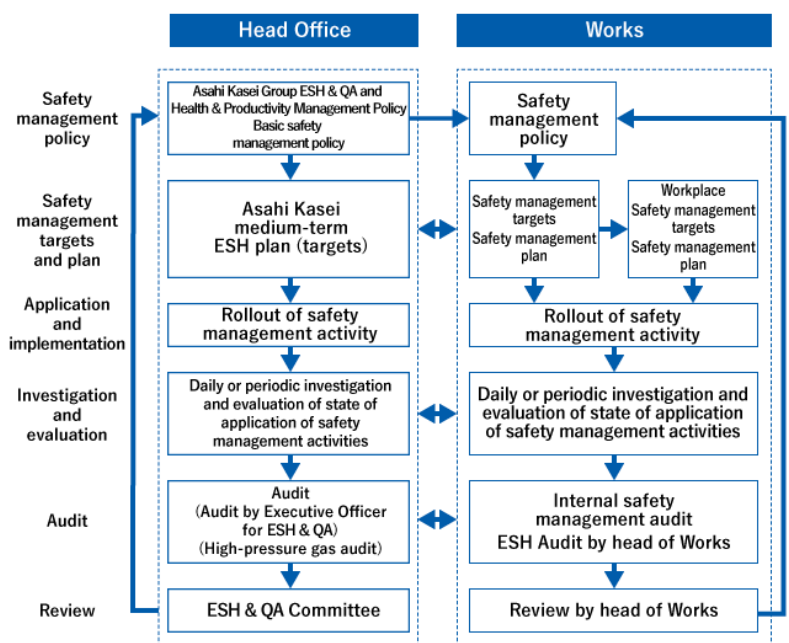 Head Office
Works
Safety
management
policy
Asahi Kasei Group ESH & QA and
Health & Productivity Management Policy
Basic safety
management policy
Safety
management
policy
Safety
management
targets
and plan
Asahi Kasei
medium-term
ESH plan (targets)
Safety management
targets
Safety management
plan
Workplace
Safety management
targets
Safety management
plan
Application
and
implementation
Rollout of safety
management activity
Rollout of safety
management activity
Investigation
and
evaluation
Daily or periodic investigation
and evaluation of state of
application of safety
management activities
Daily or periodic investigation and
evaluation of state of application
of safety management activities
Audit
Audit
(Audit by Executive Officer
for ESH & QA)
(High-pressure gas audit)
Internal safety
management audit
ESH Audit by head of Works
Review
ESH & QA Committee
Review by head of Works